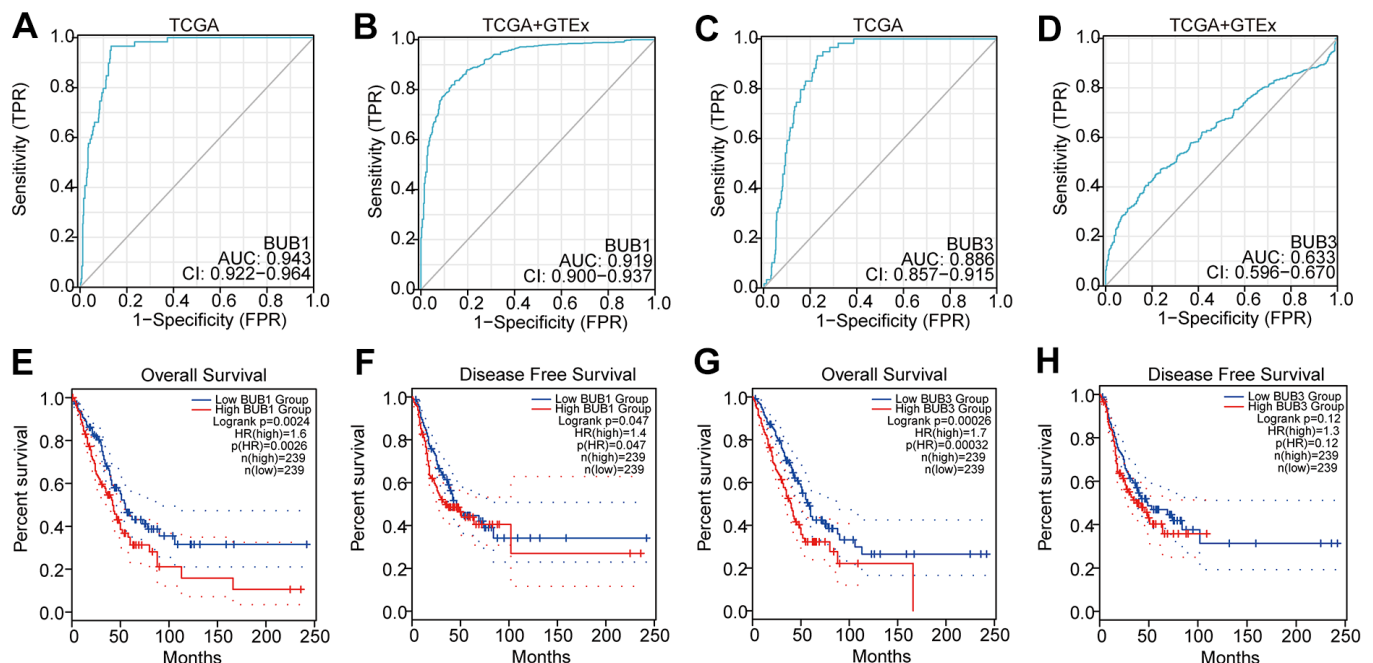 A
TCGA
Sensitivity (TPR)
1.0
0.8
0.6
0.4
0.2
0.0
BUB1
AUC: 0.943
CI: 0.922−0.964
0.0 0.2 0.4 0.6 0.8 1.0
1−Specificity (FPR)
B
TCGA+GTEx
Sensitivity (TPR)
1.0
0.8
0.6
0.4
0.2
0.0
BUB1
AUC: 0.919
CI: 0.900−0.937
0.0 0.2 0.4 0.6 0.8 1.0
1−Specificity (FPR)
C
TCGA
Sensitivity (TPR)
1.0
0.8
0.6
0.4
0.2
0.0
BUB3
AUC: 0.886
CI: 0.857−0.915
0.0 0.2 0.4 0.6 0.8 1.0
1−Specificity (FPR)
D
TCGA+GTEx
Sensitivity (TPR)
1.0
0.8
0.6
0.4
0.2
0.0
BUB3
AUC: 0.633
CI: 0.596−0.670
0.0 0.2 0.4 0.6 0.8 1.0
1−Specificity (FPR)
E
Overall Survival
Percent survival
1.0
0.8
0.6
0.4
0.2
0.0
Low BUB1 Group
High BUB1 Group
Logrank p=0.0024
HR(high)=1.6
p(HR)=0.0026
n(high)=239
n(low)=239
0 50 100 150 200 250
Months
F
Disease Free Survival
Percent survival
1.0
0.8
0.6
0.4
0.2
0.0
Low BUB1 Group
High BUB1 Group
Logrank p=0.047
HR(high)=1.4
p(HR)=0.047
n(high)=239
n(low)=239
0 50 100 150 200 250
Months
G
Overall Survival
Percent survival
1.0
0.8
0.6
0.4
0.2
0.0
Low BUB3 Group
High BUB3 Group
Logrank p=0.00026
HR(high)=1.7
p(HR)=0.00032
n(high)=239
n(low)=239
0 50 100 150 200 250
Months
H
Disease Free Survival
Percent survival
1.0
0.8
0.6
0.4
0.2
0.0
Low BUB3 Group
High BUB3 Group
Logrank p=0.12
HR(high)=1.3
p(HR)=0.12
n(high)=239
n(low)=239
0 50 100 150 200 250
Months